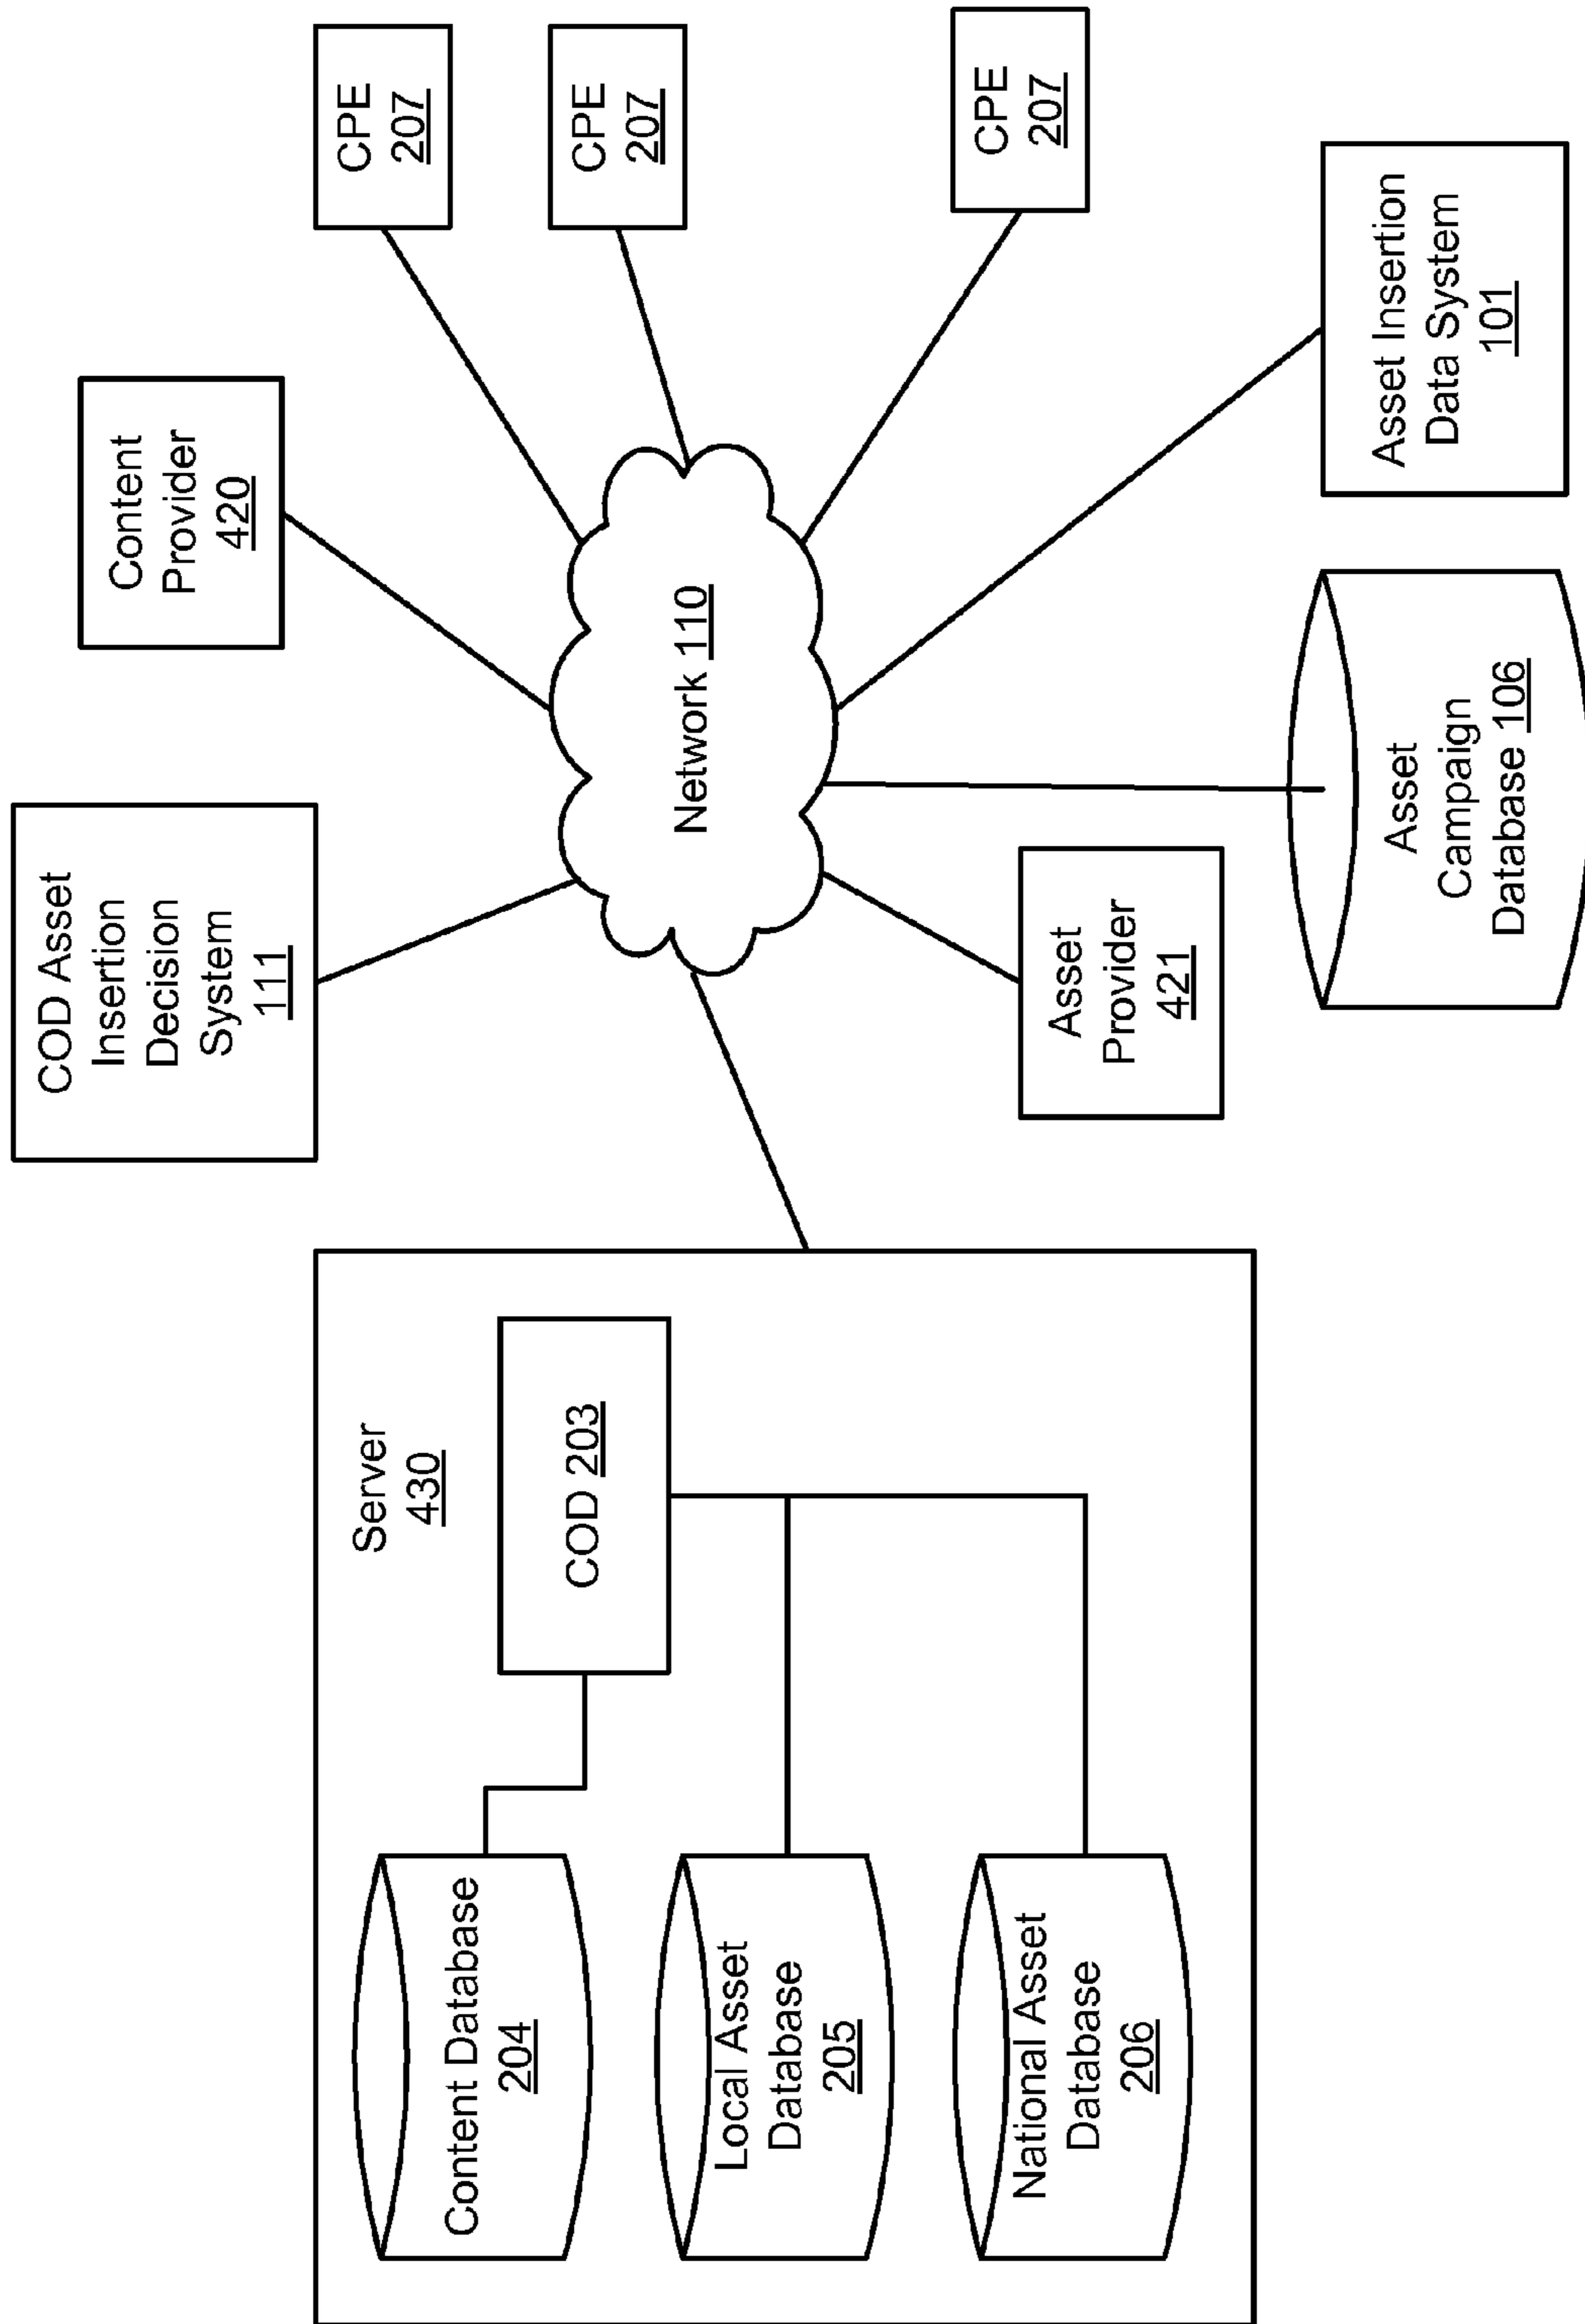 COD Asset
Insertion
Decision
System
111
Content
Provider
420
CPE
207
CPE
207
CPE
207
Server
430
COD 203
Content Database
204
Local Asset
Database
205
National Asset
Database
206
Network 110
Asset
Provider
421
Asset
Campaign
Database 106
Asset Insertion
Data System
101